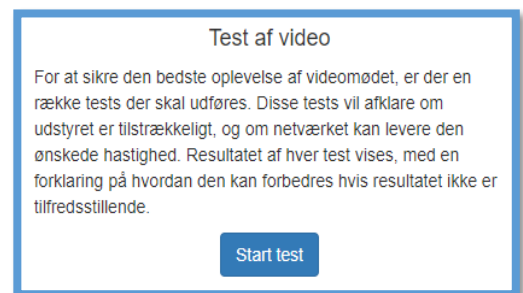 Test af video
For at sikre den bedste oplevelse af videomødet, er der en
række tests der skal udføres. Disse tests vil afklare om
udstyret er tilstrækkeligt, og om netværket kan levere den
ønskede hastighed. Resultatet af hver test vises, med en
forklaring på hvordan den kan forbedres hvis resultatet ikke er
tilfredsstillende.
Start test